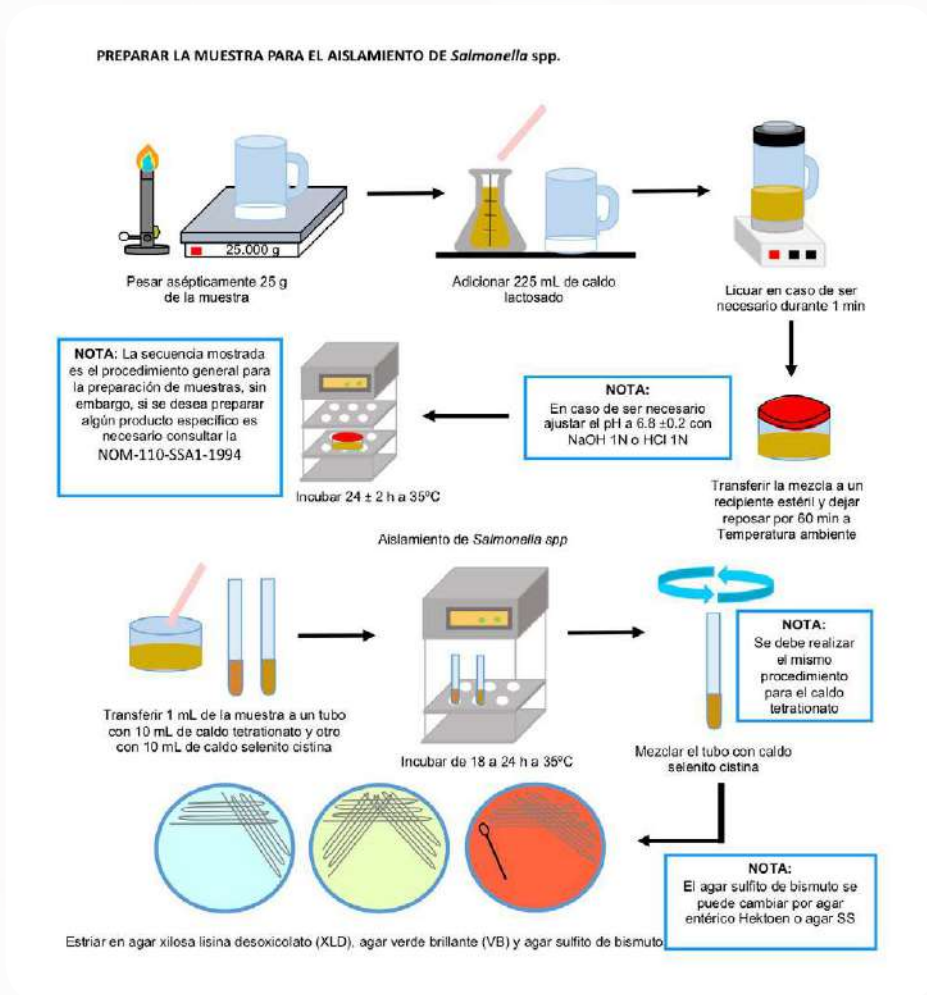 PREPARAR LA MUESTRA PARA EL AISLAMIENTO DE Salmonella spp.
25.000 g
Pesar asépticamente 25 g
de la muestra
Adicionar 225 mL de caldo
lactosado
Licuar en caso de ser
necesario durante 1 min
NOTA: La secuencia mostrada
es el procedimiento general para
la preparación de muestras, sin
embargo, si se desea preparar
algún producto específico es
necesario consultar la
NOM-110-SSA1-1994
Incubar 24 ± 2 h a 35ºC
NOTA:
En caso de ser necesario
ajustar el pH a 6.8 ±0.2 con
NaOH 1N o HCl 1N
Transferir la mezcla a un
recipiente estéril y dejar
reposar por 60 min a
Temperatura ambiente
Aislamiento de Salmonella spp
Transferir 1 mL de la muestra a un tubo
con 10 mL de caldo tetrationato y otro
con 10 mL de caldo selenito cistina
Incubar de 18 a 24 h a 35ºC
NOTA:
Se debe realizar
el mismo
procedimiento
para el caldo
tetrationato
Mezclar el tubo con caldo
selenito cistina
NOTA:
El agar sulfito de bismuto se
puede cambiar por agar
entérico Hektoen o agar SS
Estriar en agar xilosa lisina desoxicolato (XLD), agar verde brillante (VB) y agar sulfito de bismuto